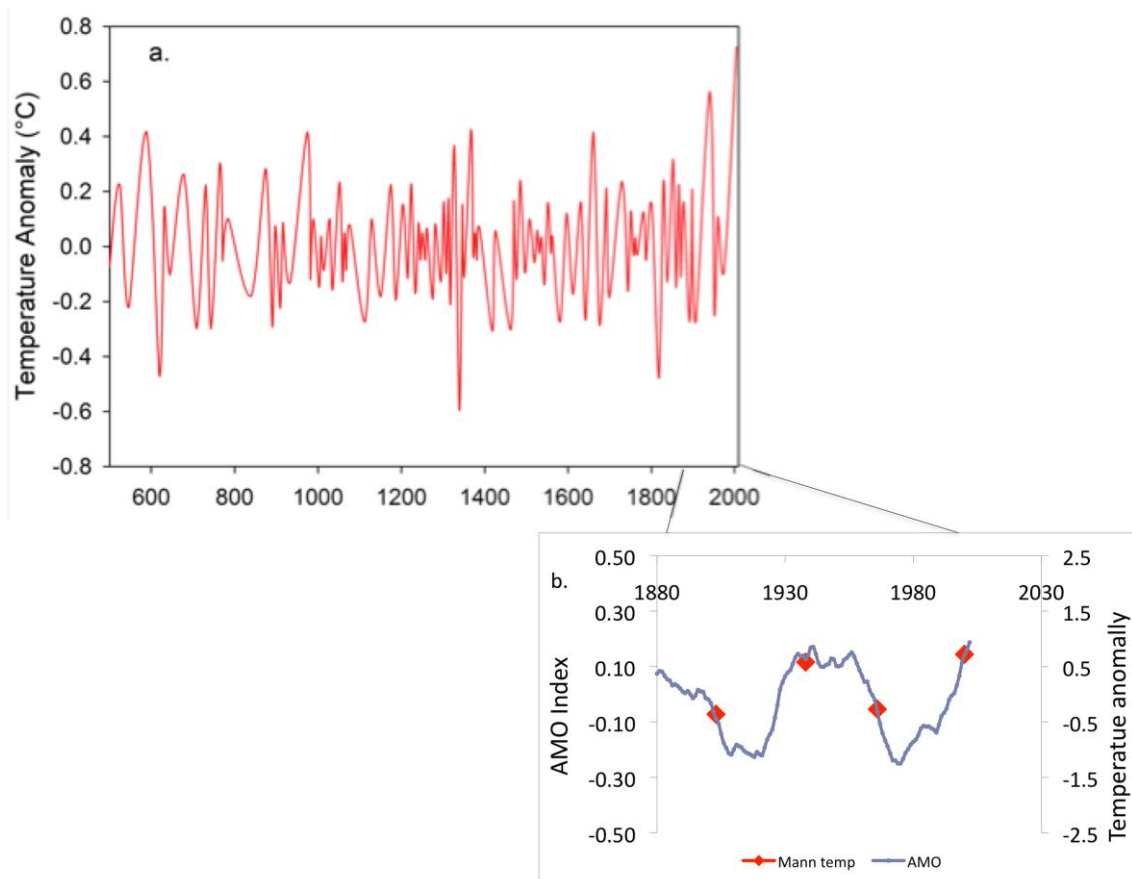 a.
Temperature Anomaly (°C)
0.8
0.6
0.4
0.2
0.0
-0.2
-0.4
-0.6
-0.8
600 800 1000 1200 1400 1600 1800 2000
b.
AMO Index
0.50
0.30
0.10
-0.10
-0.30
-0.50
1880 1930 1980 2030
2.5
1.5
0.5
-0.5
-1.5
-2.5
Temperatue anomally
Mann temp AMO